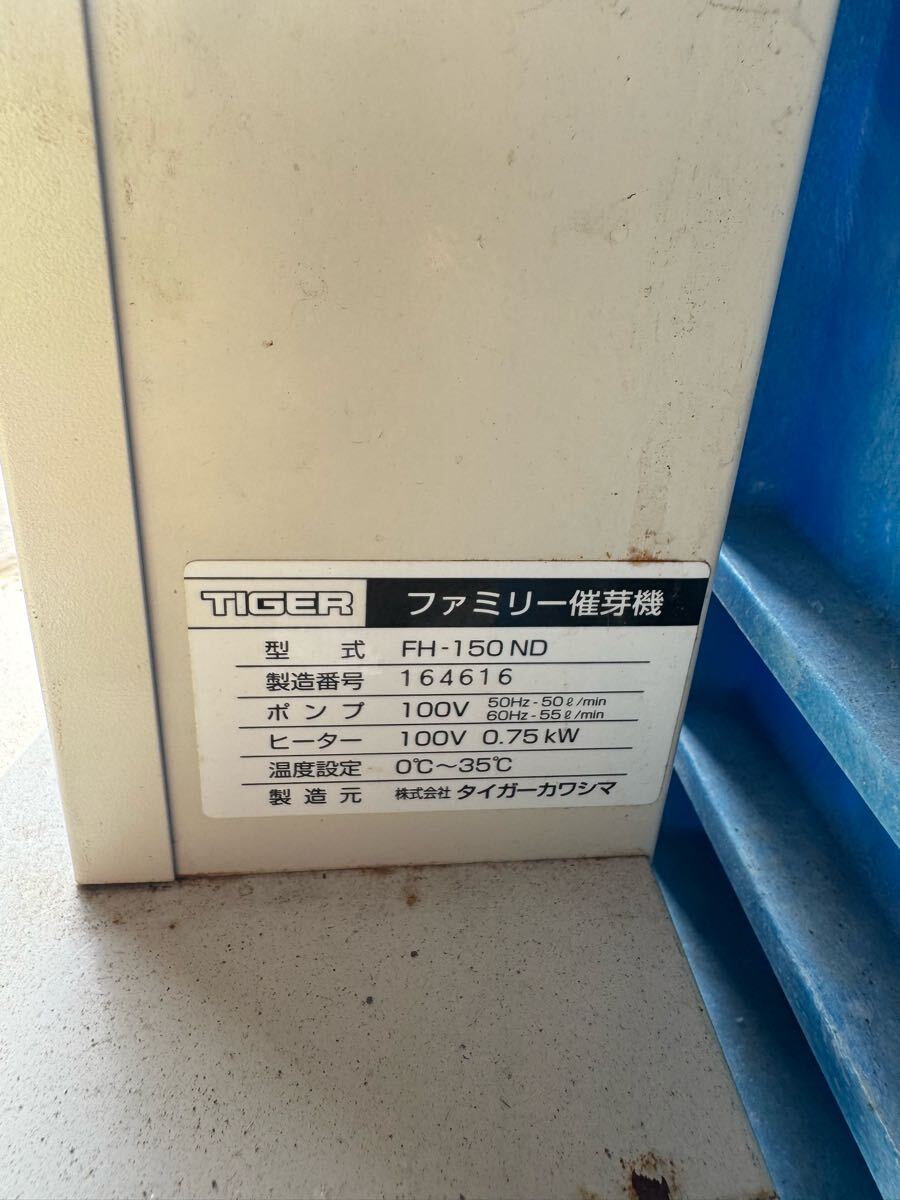 TIGER ファミリー催芽機
型 式 FH-150 ND
製造番号 164616
ポンプ 100V 50Hz-50ℓ/min
60Hz-55ℓ/min
ヒーター 100V 0.75kW
温度設定 0℃〜35℃
製造元 株式会社 タイガーカワシマ